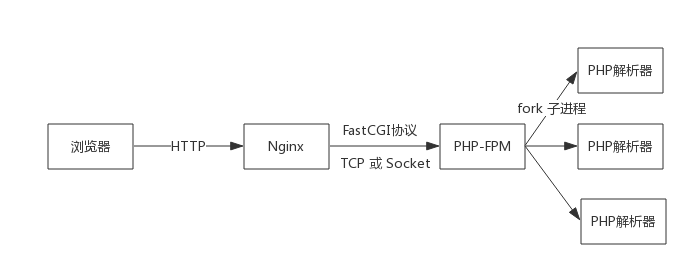 浏览器
HTTP
Nginx
FastCGI协议
TCP 或 Socket
PHP-FPM
fork 子进程
PHP解析器
PHP解析器
PHP解析器